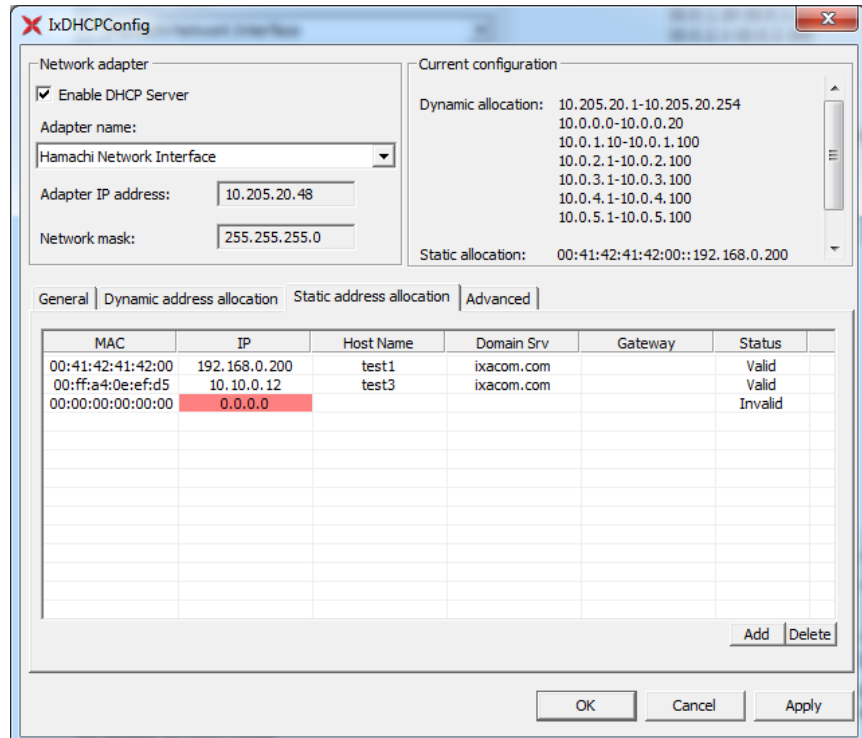 IxDHCPConfig
Network adapter
Enable DHCP Server
Adapter name:
Hamachi Network Interface
Adapter IP address: 10.205.20.48
Network mask: 255.255.255.0
Current configuration
Dynamic allocation: 10.205.20.1-10.205.20.254
10.0.0.0-10.0.0.20
10.0.1.10-10.0.1.100
10.0.2.1-10.0.2.100
10.0.3.1-10.0.3.100
10.0.4.1-10.0.4.100
10.0.5.1-10.0.5.100
Static allocation: 00:41:42:41:42:00::192.168.0.200
General Dynamic address allocation Static address allocation Advanced
MAC IP Host Name Domain Srv Gateway Status
00:41:42:41:42:00 192.168.0.200 test1 ixacom.com Valid
00:ff:a4:0e:ef:d5 10.10.0.12 test3 ixacom.com Valid
00:00:00:00:00:00 0.0.0.0 Invalid
Add Delete
OK Cancel Apply